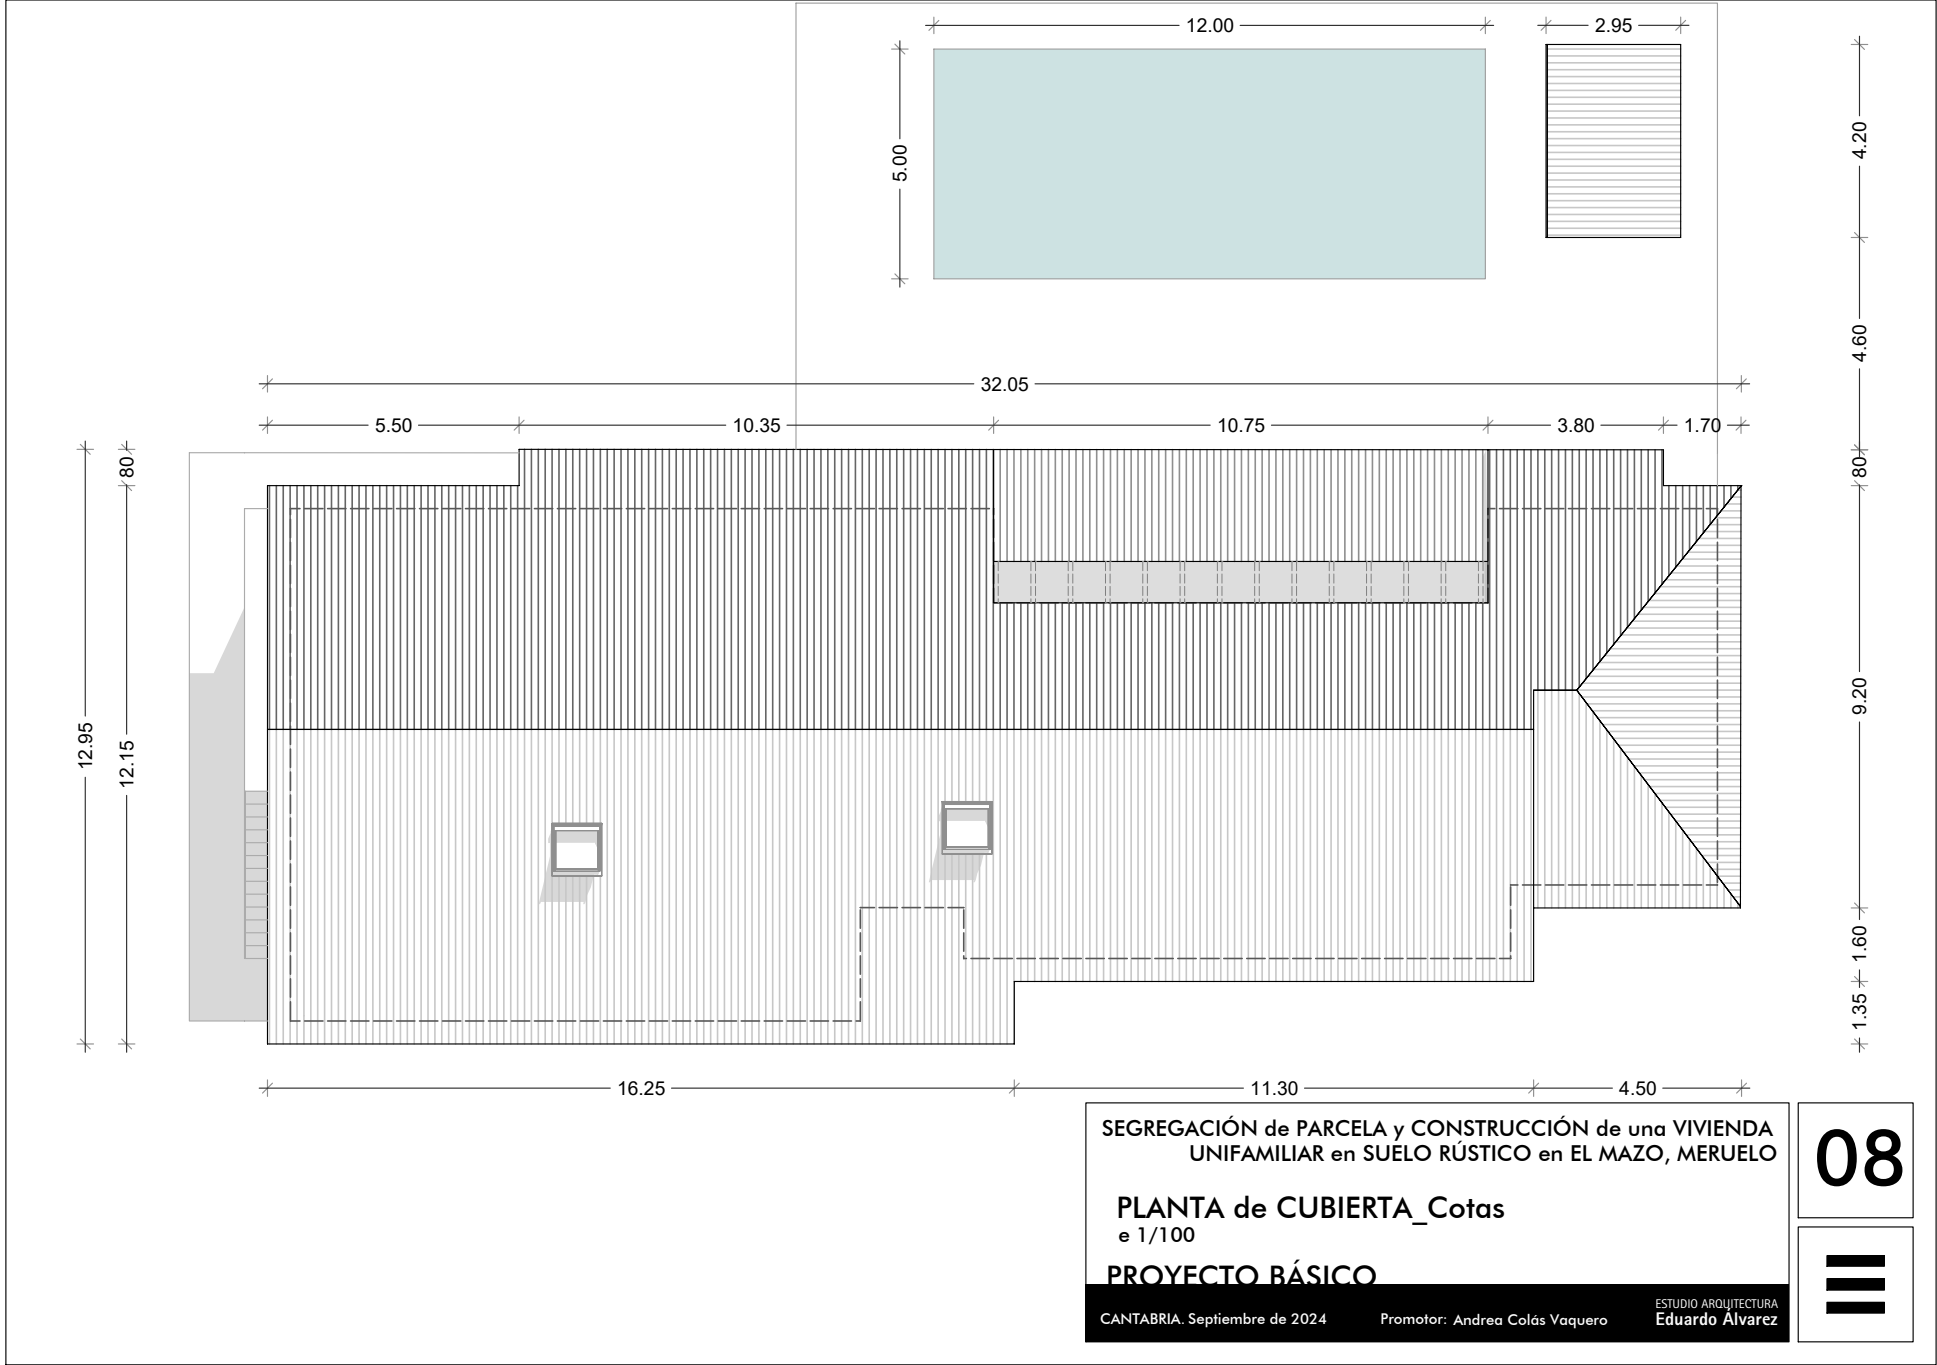 12.00
2.95
5.00
4.20
4.60
32.05
5.50
10.35
10.75
3.80
1.70
80
80
12.95
12.15
9.20
1.60
1.35
16.25
11.30
4.50
SEGREGACIÓN de PARCELA y CONSTRUCCIÓN de una VIVIENDA
UNIFAMILIAR en SUELO RÚSTICO en EL MAZO, MERUELO
08
PLANTA de CUBIERTA_Cotas
e 1/100
PROYECTO BÁSICO
CANTABRIA. Septiembre de 2024
Promotor: Andrea Colás Vaquero
ESTUDIO ARQUITECTURA
Eduardo Álvarez